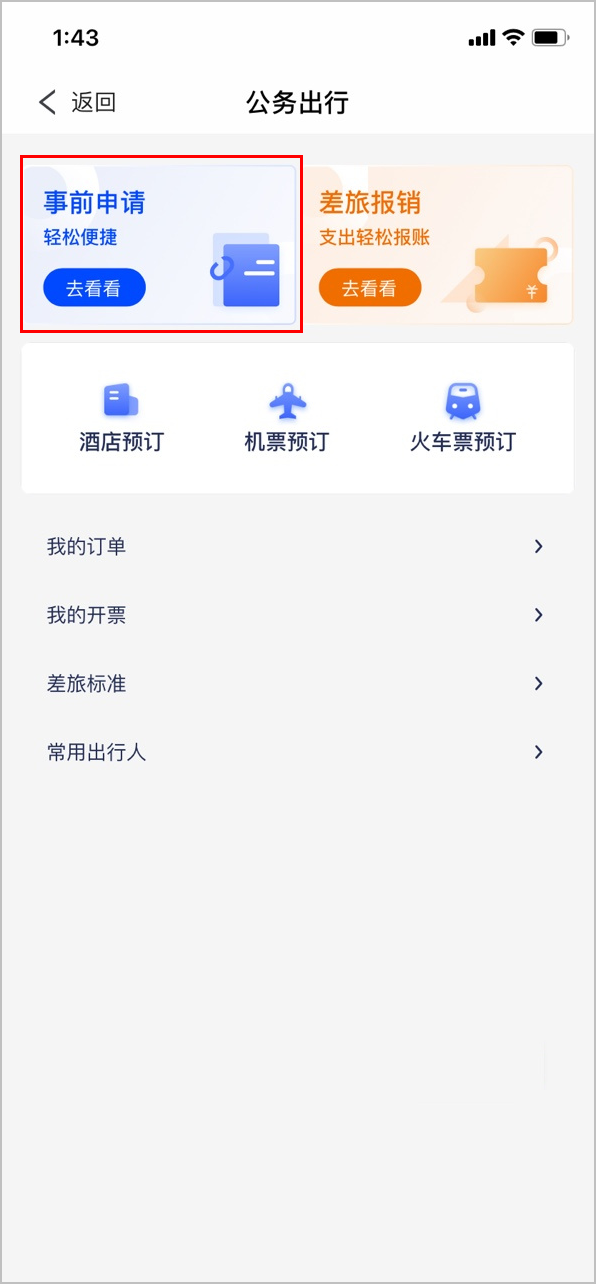 1:43
返回
公务出行
事前申请
轻松便捷
去看看
差旅报销
支出轻松报账
去看看
¥
酒店预订
机票预订
火车票预订
我的订单
我的开票
差旅标准
常用出行人